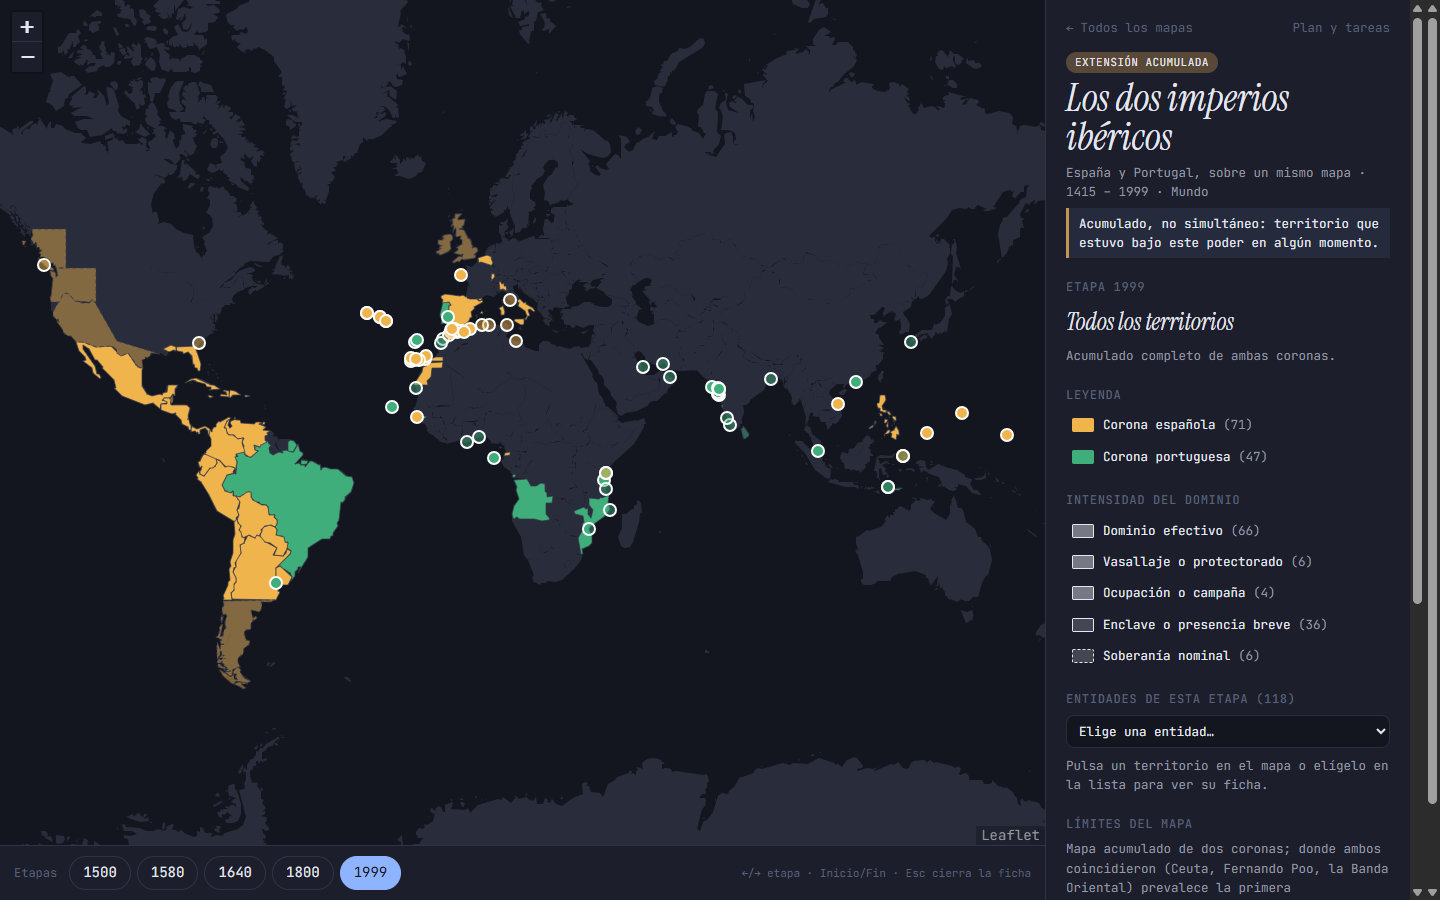 +
−
← Todos los mapas
Plan y tareas
EXTENSIÓN ACUMULADA
Los dos imperios
ibéricos
España y Portugal, sobre un mismo mapa ·
1415 – 1999 · Mundo
Acumulado, no simultáneo: territorio que
estuvo bajo este poder en algún momento.
ETAPA 1999
Todos los territorios
Acumulado completo de ambas coronas.
LEYENDA
Corona española (71)
Corona portuguesa (47)
INTENSIDAD DEL DOMINIO
Dominio efectivo (66)
Vasallaje o protectorado (6)
Ocupación o campaña (4)
Enclave o presencia breve (36)
Soberanía nominal (6)
ENTIDADES DE ESTA ETAPA (118)
Elige una entidad…
Pulsa un territorio en el mapa o elígelo en
la lista para ver su ficha.
LÍMITES DEL MAPA
Mapa acumulado de dos coronas; donde ambos
coincidieron (Ceuta, Fernando Poo, la Banda
Oriental) prevalece la primera
Leaflet
Etapas
1500
1580
1640
1800
1999
←/→ etapa · Inicio/Fin · Esc cierra la ficha